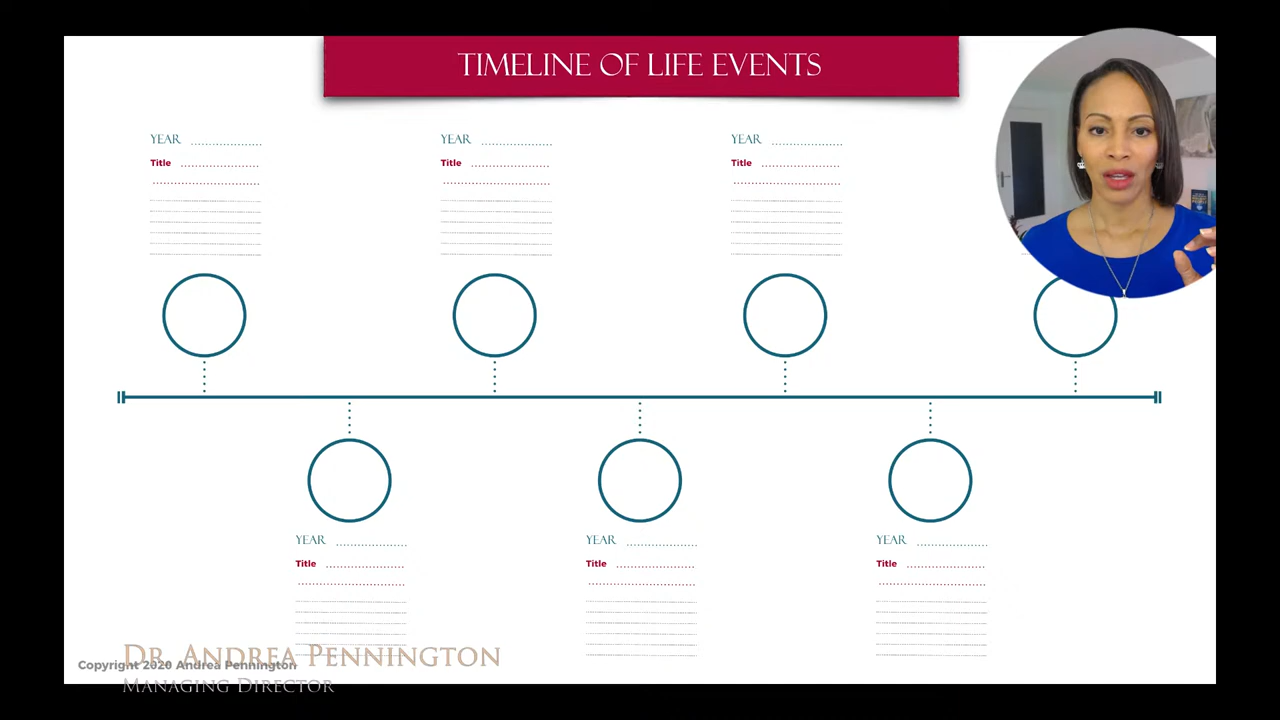 TIMELINE OF LIFE EVENTS
YEAR
Title
YEAR
Title
YEAR
Title
YEAR
Title
YEAR
Title
YEAR
Title
DR. ANDREA PENNINGTON
Copyright 2020 Andrea Pennington
MANAGING DIRECTOR